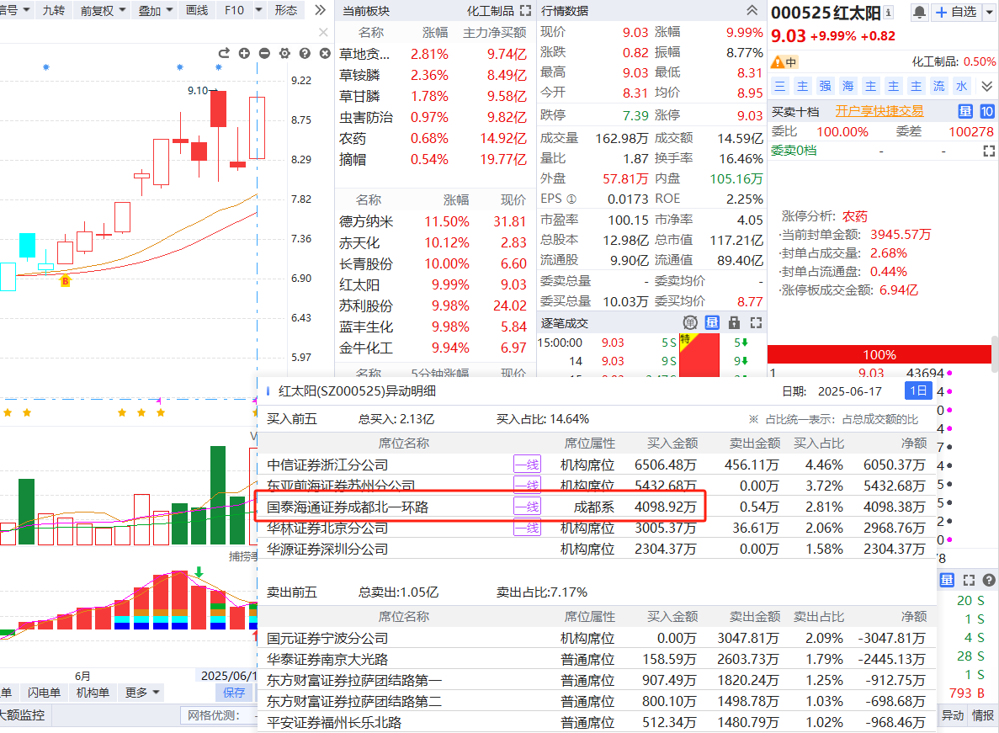 信号 九转 前复权 叠加 画线 F10 形态
9.22
9.10
8.75
8.29
7.82
7.36
6.90
B
6.43
5.97
捕捞季
6月 2025/06/1
单 闪电单 机构单 更多 保存
大额监控 网格优测：
当前板块 化工制品
名称 涨幅 主力净买额
草地贪... 2.81% 9.74亿
草铵膦 2.36% 8.49亿
草甘膦 1.78% 9.58亿
虫害防治 0.97% 9.82亿
农药 0.68% 14.92亿
摘帽 0.54% 19.77亿
名称 涨幅 现价
德方纳米 11.50% 31.81
赤天化 10.12% 2.83
长青股份 10.00% 6.60
红太阳 9.99% 9.03
苏利股份 9.98% 24.02
蓝丰生化 9.98% 5.84
金牛化工 9.94% 6.97
名称 5分钟涨幅 现价
行情数据
现价 9.03 涨幅 9.99%
涨跌 0.82 振幅 8.77%
最高 9.03 最低 8.31
今开 8.31 均价 8.95
跌停 7.39 涨停 9.03
成交量 162.98万 成交额 14.59亿
量比 1.87 换手率 16.46%
外盘 57.81万 内盘 105.16万
EPS ① 0.0173 ROE 2.25%
市盈率 100.15 市净率 4.05
总股本 12.98亿 总市值 117.21亿
流通股 9.90亿 流通值 89.40亿
委卖总量 - 委卖均价 -
委买总量 10.03万 委买均价 8.77
逐笔成交 量
15:00:00 9.03 5 S 特 5
14 9.03 9 S 9
000525 红太阳 自选
9.03 +9.99% +0.82
中 化工制品: 0.50%
三 主 强 海 主 主 主 流 水
买卖十档 开户享快捷交易 量 10
委比 100.00% 委差 100278
委卖0档 - -
涨停分析: 农药
·当前封单金额: 3945.57万
·封单占成交量: 2.68%
·封单占流通盘: 0.44%
·涨停板成交金额: 6.94亿
100%
1 9.03 43694
红太阳(SZ000525)异动明细 日期: 2025-06-17 1日
买入前五 总买入: 2.13亿 买入占比: 14.64% ※ 占比统一表示：占总成交额的比
席位名称 席位属性 买入金额 卖出金额 买入占比 净额
中信证券浙江分公司 一线 机构席位 6506.48万 456.11万 4.46% 6050.37万
东亚前海证券苏州分公司 一线 机构席位 5432.68万 0.00万 3.72% 5432.68万
国泰海通证券成都北一环路 一线 成都系 4098.92万 0.54万 2.81% 4098.38万
华林证券北京分公司 一线 机构席位 3005.37万 36.61万 2.06% 2968.76万
华源证券深圳分公司 机构席位 2304.37万 0.00万 1.58% 2304.37万
卖出前五 总卖出:1.05亿 卖出占比:7.17%
席位名称 席位属性 买入金额 卖出金额 卖出占比 净额
国元证券宁波分公司 机构席位 0.00万 3047.81万 2.09% -3047.81万
华泰证券南京大光路 普通席位 158.59万 2603.73万 1.79% -2445.13万
东方财富证券拉萨团结路第一 普通席位 907.49万 1820.24万 1.25% -912.75万
东方财富证券拉萨团结路第二 普通席位 800.10万 1498.78万 1.03% -698.68万
平安证券福州长乐北路 普通席位 512.34万 1480.79万 1.02% -968.46万
量
20 S
1 S
4 S
28 S
1 S
793 B
异动 情报